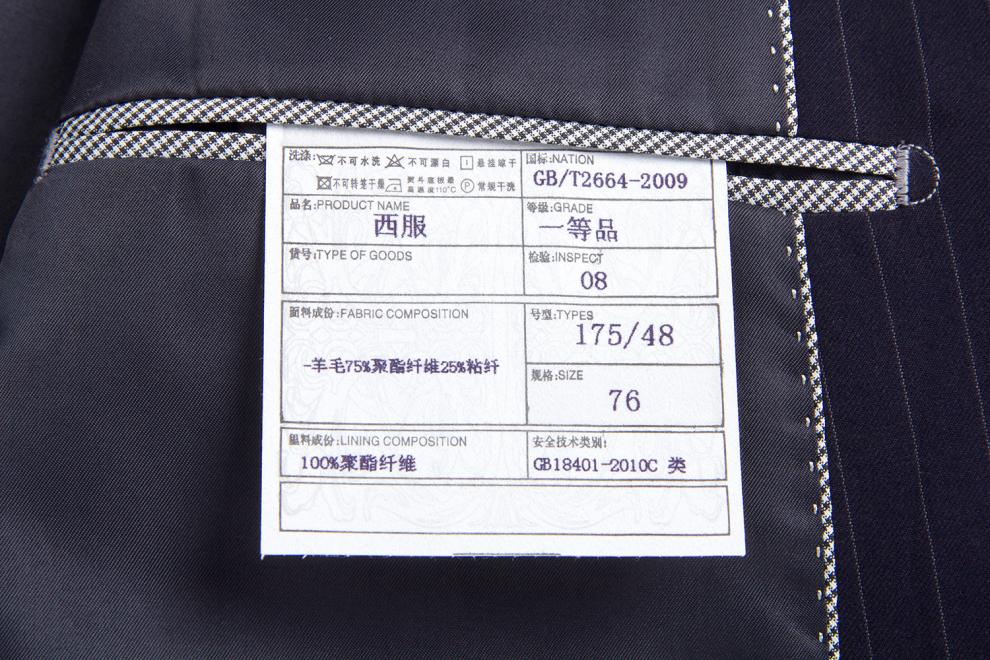 洗涤: 不可水洗 不可漂白 悬挂晾干
不可转笼干燥 熨斗底板最高温度110°C 常规干洗
国标:NATION
GB/T2664-2009
品名:PRODUCT NAME
西服
等级:GRADE
一等品
货号:TYPE OF GOODS
检验:INSPECT
08
面料成份:FABRIC COMPOSITION
-羊毛75%聚酯纤维25%粘纤
号型:TYPES
175/48
规格:SIZE
76
里料成份:LINING COMPOSITION
100%聚酯纤维
安全技术类别:
GB18401-2010C 类